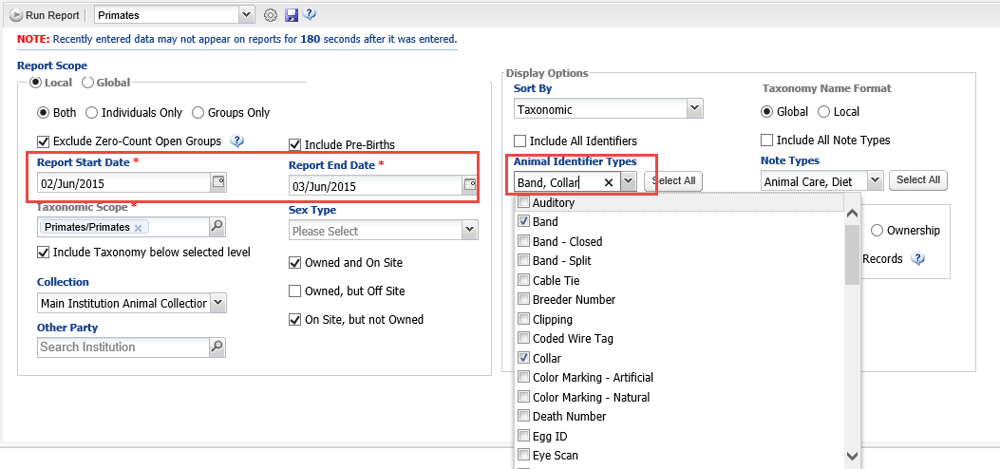 Run Report Primates
NOTE: Recently entered data may not appear on reports for 180 seconds after it was entered.
Report Scope
Local Global
Both Individuals Only Groups Only
Exclude Zero-Count Open Groups ?
Include Pre-Births
Report Start Date *
02/Jun/2015
Report End Date *
03/Jun/2015
Taxonomic Scope *
Primates/Primates
Include Taxonomy below selected level
Sex Type
Please Select
Owned and On Site
Owned, but Off Site
On Site, but not Owned
Collection
Main Institution Animal Collection
Other Party
Search Institution
Display Options
Sort By
Taxonomic
Taxonomy Name Format
Global Local
Include All Identifiers
Include All Note Types
Animal Identifier Types
Band, Collar Select All
Note Types
Animal Care, Diet Select All
Auditory
Band
Band - Closed
Band - Split
Cable Tie
Breeder Number
Clipping
Coded Wire Tag
Collar
Color Marking - Artificial
Color Marking - Natural
Death Number
Egg ID
Eye Scan
Ownership
Records ?